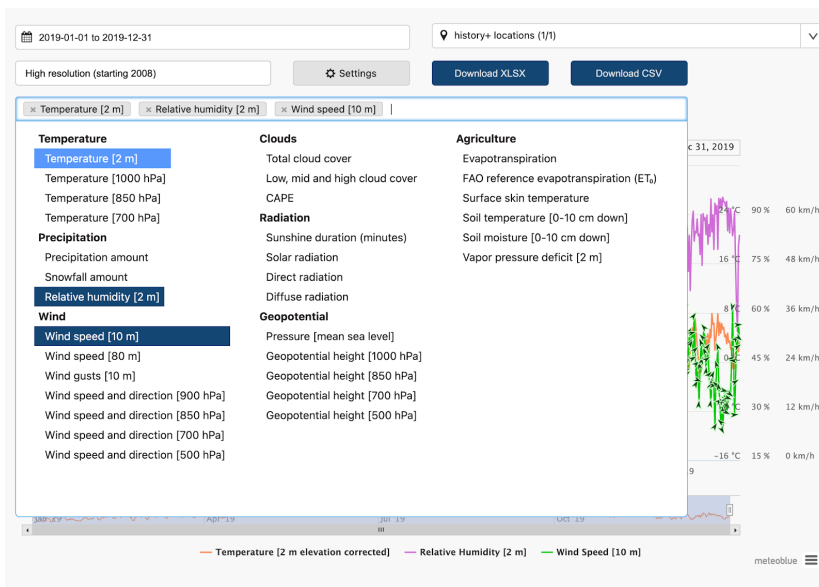 2019-01-01 to 2019-12-31
history+ locations (1/1)
High resolution (starting 2008)
Settings
Download XLSX
Download CSV
× Temperature [2 m] × Relative humidity [2 m] × Wind speed [10 m]
Temperature
Temperature [2 m]
Temperature [1000 hPa]
Temperature [850 hPa]
Temperature [700 hPa]
Precipitation
Precipitation amount
Snowfall amount
Relative humidity [2 m]
Wind
Wind speed [10 m]
Wind speed [80 m]
Wind gusts [10 m]
Wind speed and direction [900 hPa]
Wind speed and direction [850 hPa]
Wind speed and direction [700 hPa]
Wind speed and direction [500 hPa]
Clouds
Total cloud cover
Low, mid and high cloud cover
CAPE
Radiation
Sunshine duration (minutes)
Solar radiation
Direct radiation
Diffuse radiation
Geopotential
Pressure [mean sea level]
Geopotential height [1000 hPa]
Geopotential height [850 hPa]
Geopotential height [700 hPa]
Geopotential height [500 hPa]
Agriculture
Evapotranspiration
FAO reference evapotranspiration (ET₀)
Surface skin temperature
Soil temperature [0-10 cm down]
Soil moisture [0-10 cm down]
Vapor pressure deficit [2 m]
c 31, 2019
24 °C 90 % 60 km/h
16 °C 75 % 48 km/h
8 °C 60 % 36 km/h
0 °C 45 % 24 km/h
°C 30 % 12 km/h
-16 °C 15 % 0 km/h
9
Jan '19 Apr '19 Jul '19 Oct '19
Temperature [2 m elevation corrected] Relative Humidity [2 m] Wind Speed [10 m]
meteoblue